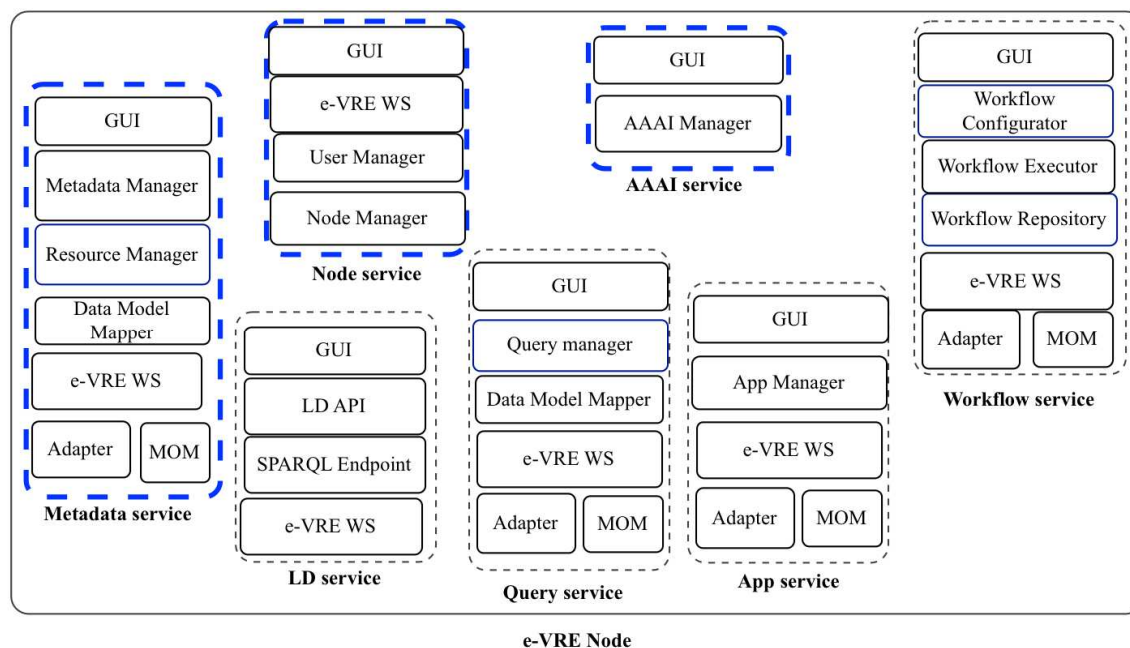 GUI
Metadata Manager
Resource Manager
Data Model
Mapper
e-VRE WS
Adapter
MOM
Metadata service
GUI
e-VRE WS
User Manager
Node Manager
Node service
GUI
LD API
SPARQL Endpoint
e-VRE WS
LD service
GUI
Query manager
Data Model Mapper
e-VRE WS
Adapter
MOM
Query service
GUI
AAAI Manager
AAAI service
GUI
App Manager
e-VRE WS
Adapter
MOM
App service
GUI
Workflow
Configurator
Workflow Executor
Workflow Repository
e-VRE WS
Adapter
MOM
Workflow service
e-VRE Node